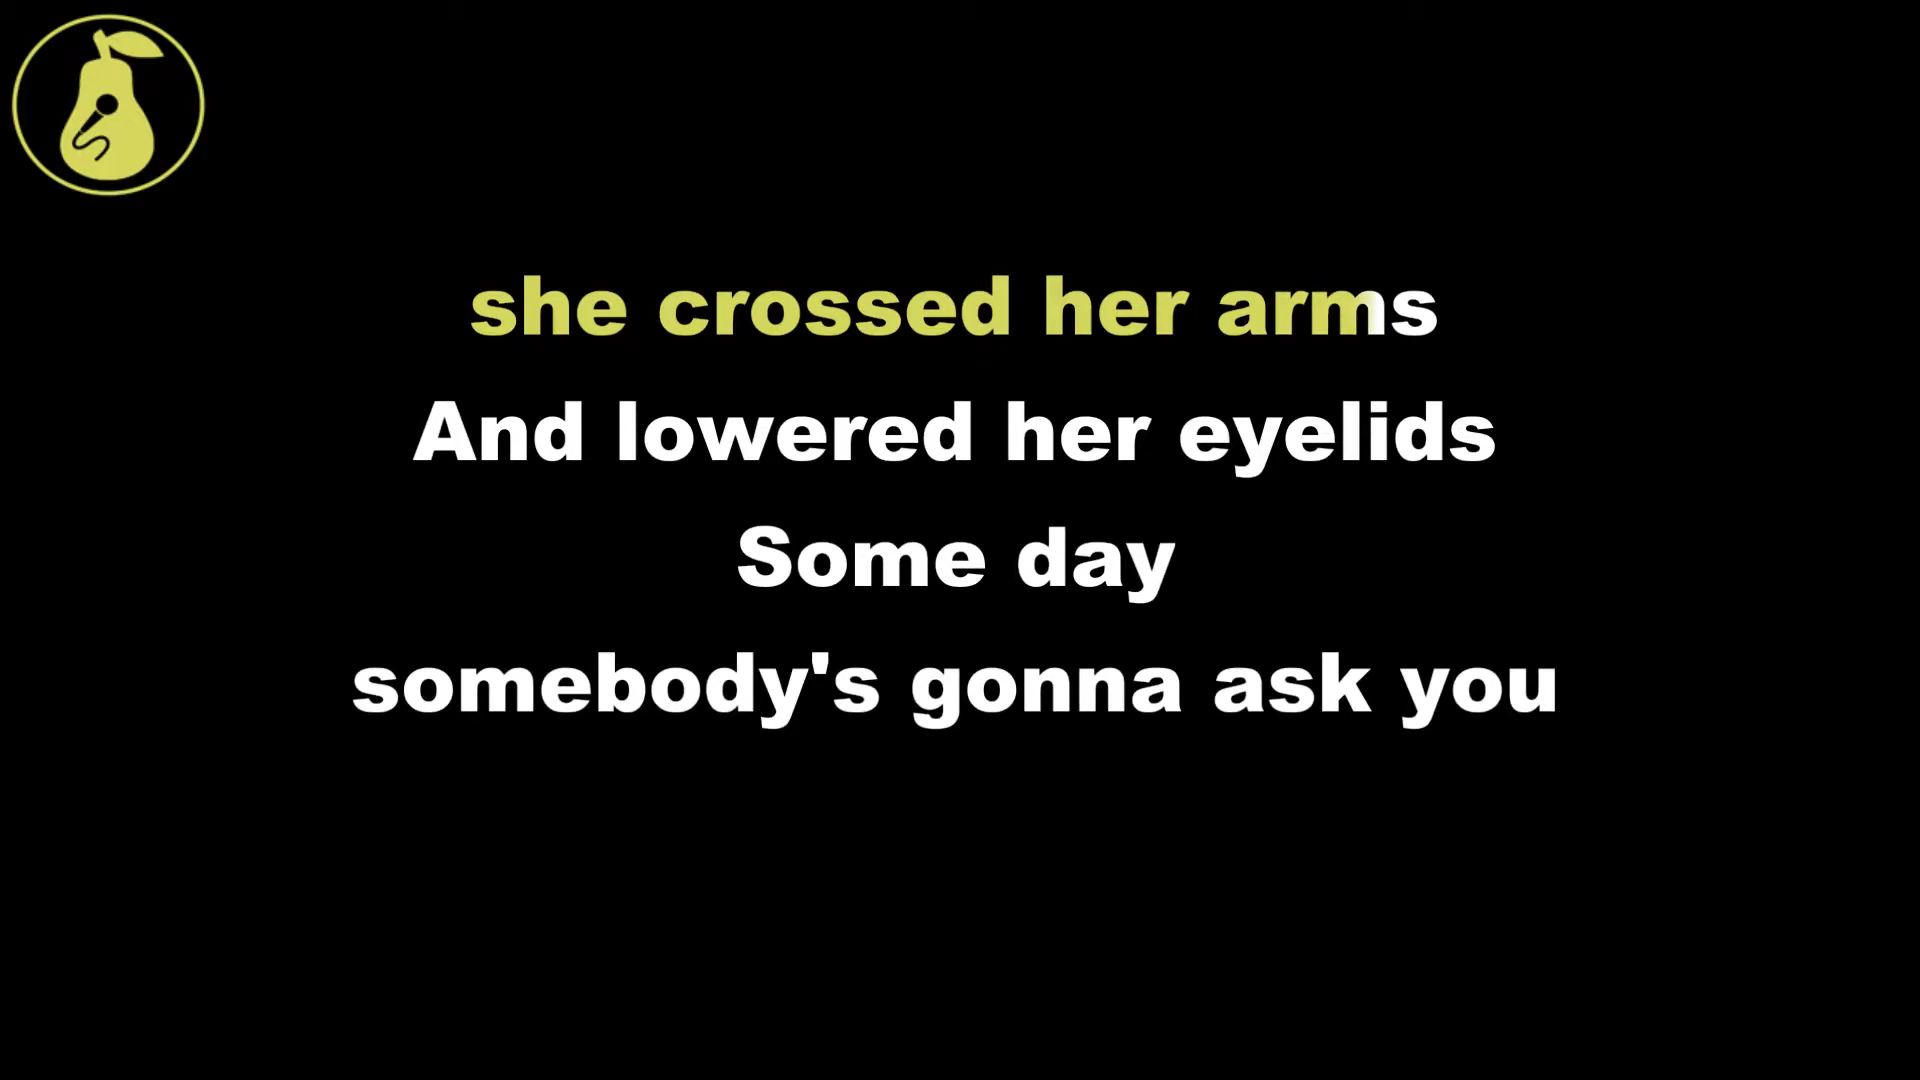 she crossed her arms
And lowered her eyelids
Some day
somebody's gonna ask you